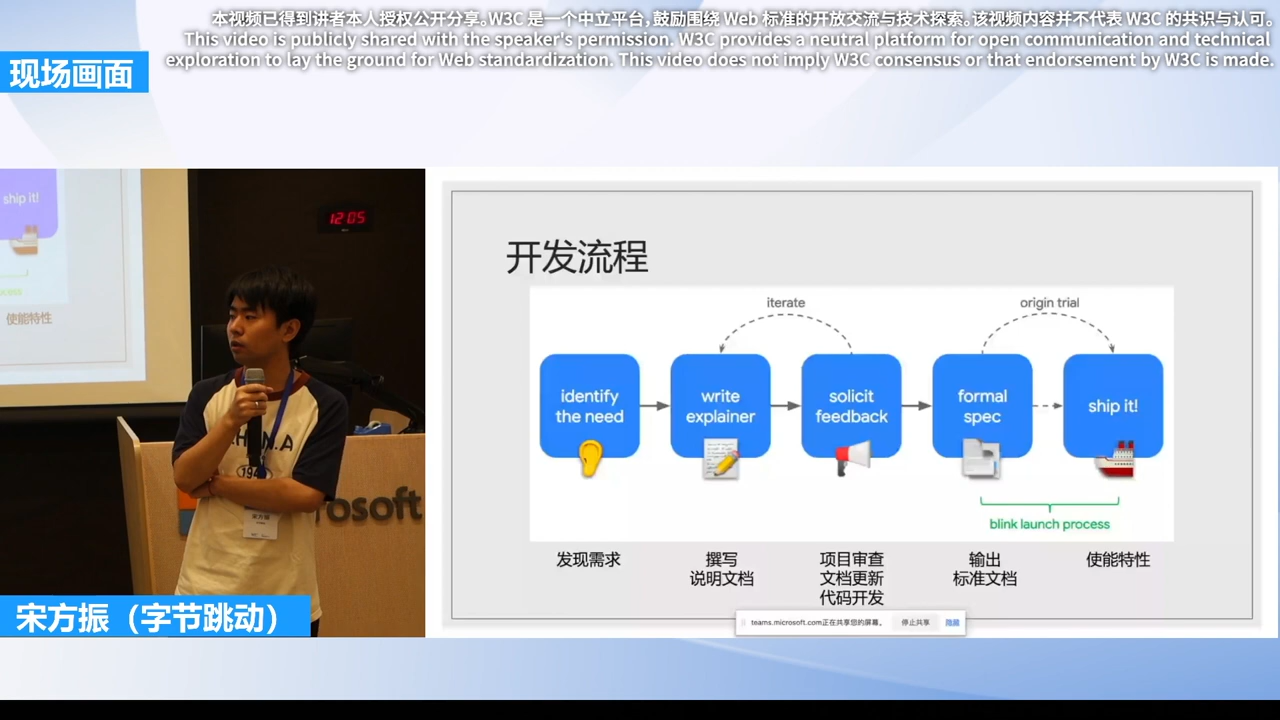 本视频已得到讲者本人授权公开分享。W3C 是一个中立平台，鼓励围绕 Web 标准的开放交流与技术探索。该视频内容并不代表 W3C 的共识与认可。
This video is publicly shared with the speaker's permission. W3C provides a neutral platform for open communication and technical
exploration to lay the ground for Web standardization. This video does not imply W3C consensus or that endorsement by W3C is made.
现场画面
ship it!
使能特性
12:05
CHINA
194
宋方振
rosoft
宋方振（字节跳动）
开发流程
iterate
origin trial
identify
the need
write
explainer
solicit
feedback
formal
spec
ship it!
blink launch process
发现需求
撰写
说明文档
项目审查
文档更新
代码开发
输出
标准文档
使能特性
teams.microsoft.com正在共享您的屏幕。
停止共享
隐藏